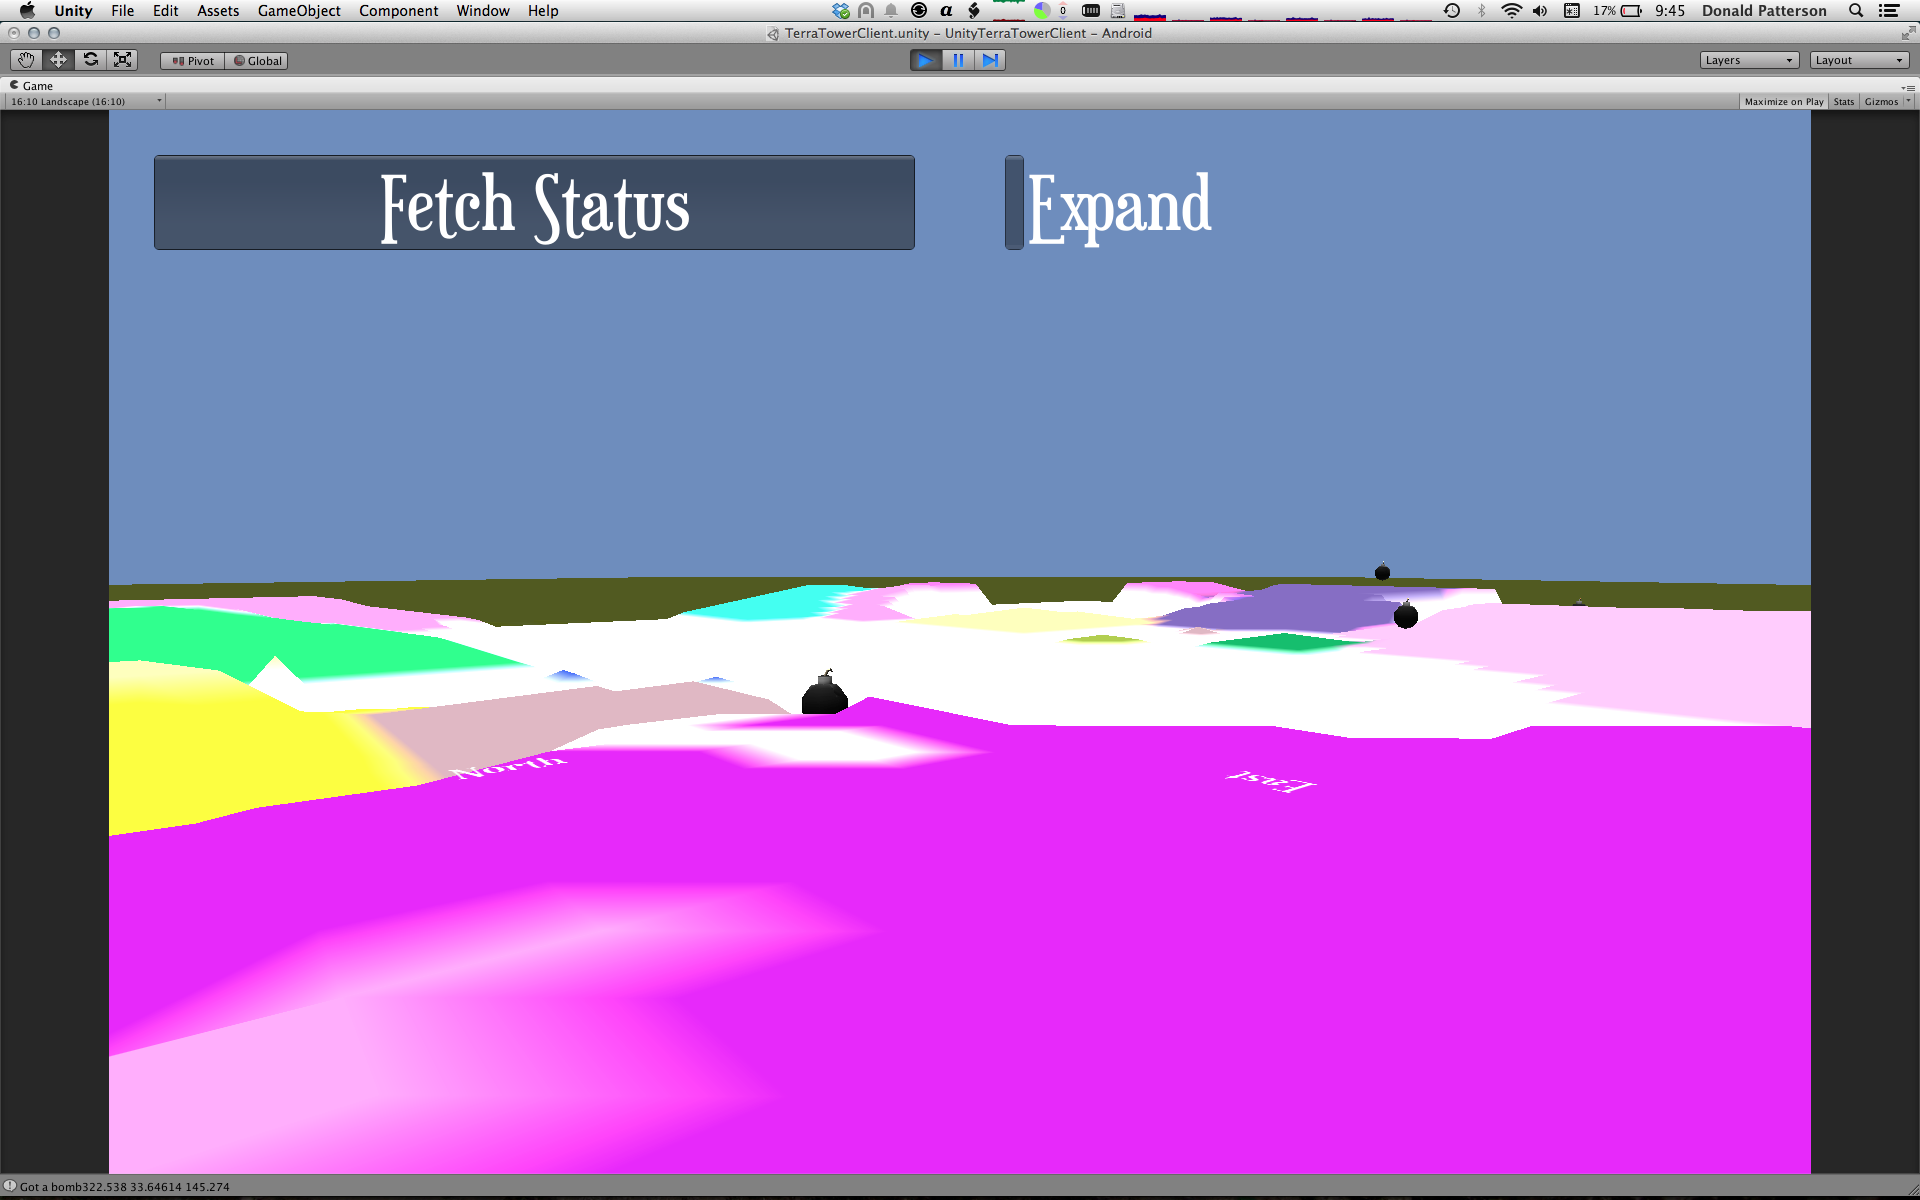 Unity File Edit Assets GameObject Component Window Help 0 17% 9:45 Donald Patterson
TerraTowerClient.unity – UnityTerraTowerClient – Android
Pivot Global Layers Layout
Game
16:10 Landscape (16:10) Maximize on Play Stats Gizmos
Fetch Status Expand
North East
Got a bomb322.538 33.64614 145.274